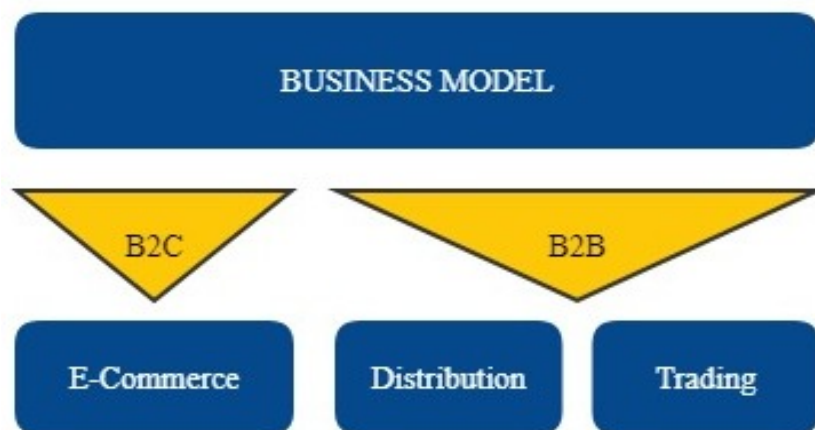 BUSINESS MODEL
B2C
B2B
E-Commerce
Distribution
Trading